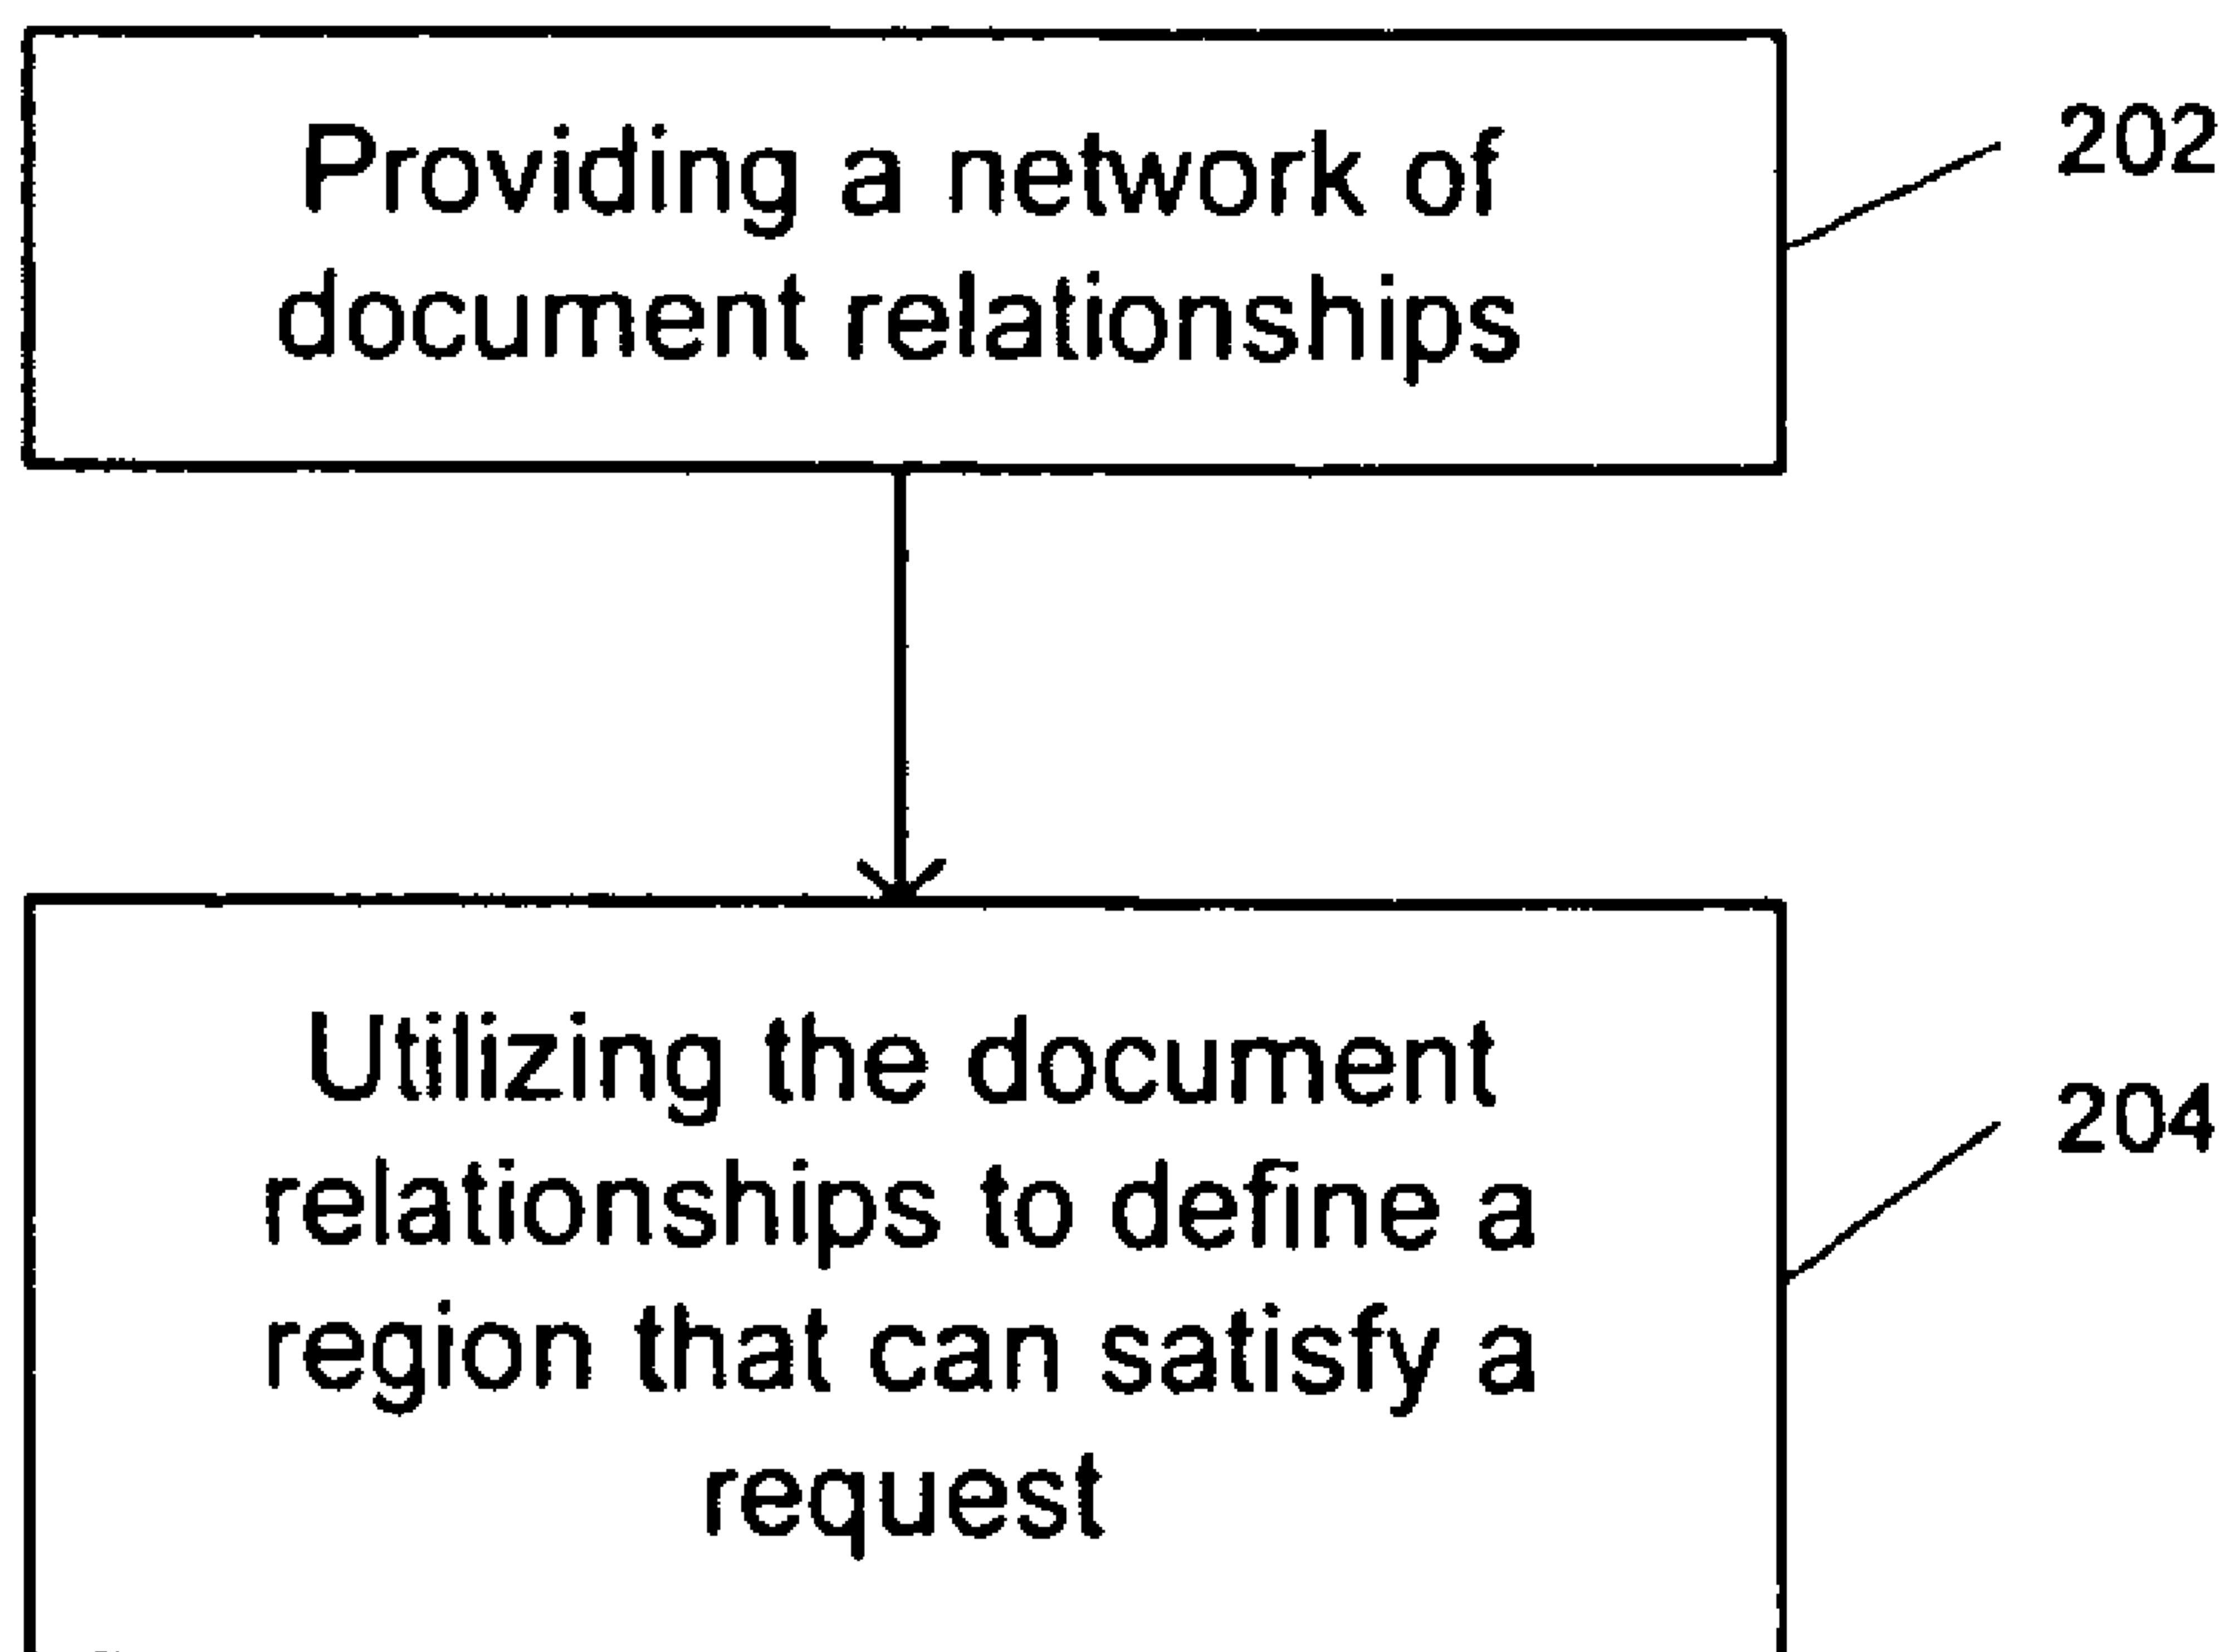 Providing a network of
document relationships
202
Utilizing the document
relationships to define a
region that can satisfy a
request
204